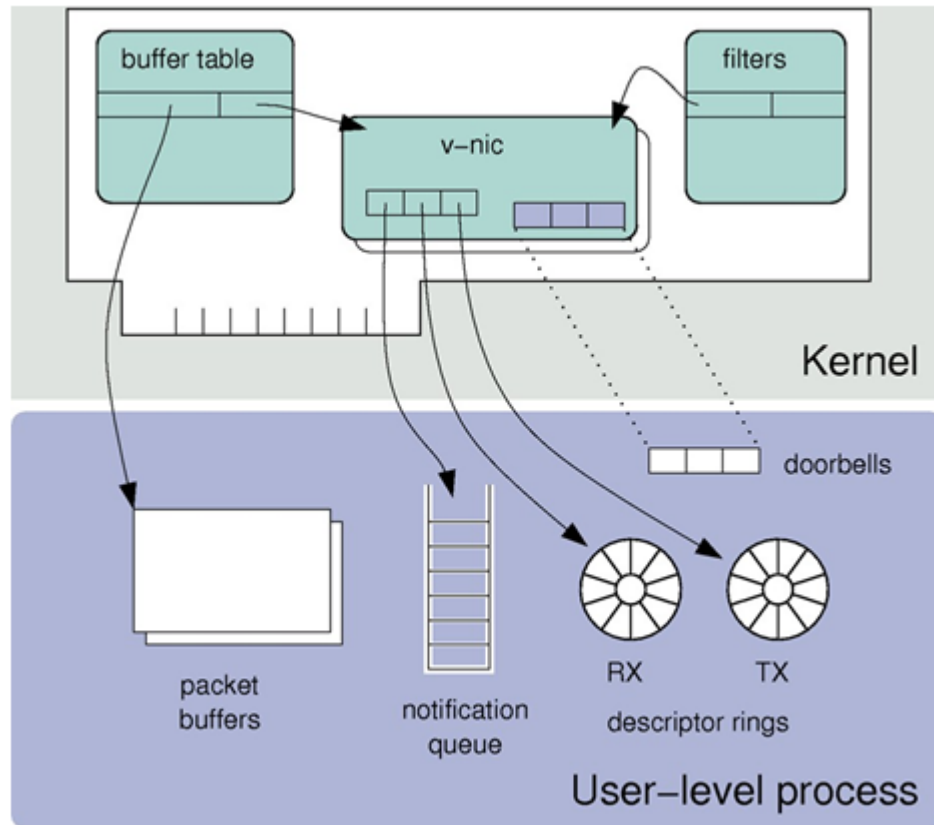 buffer table
filters
v−nic
Kernel
doorbells
RX
TX
packet
buffers
notification
queue
descriptor rings
User−level process